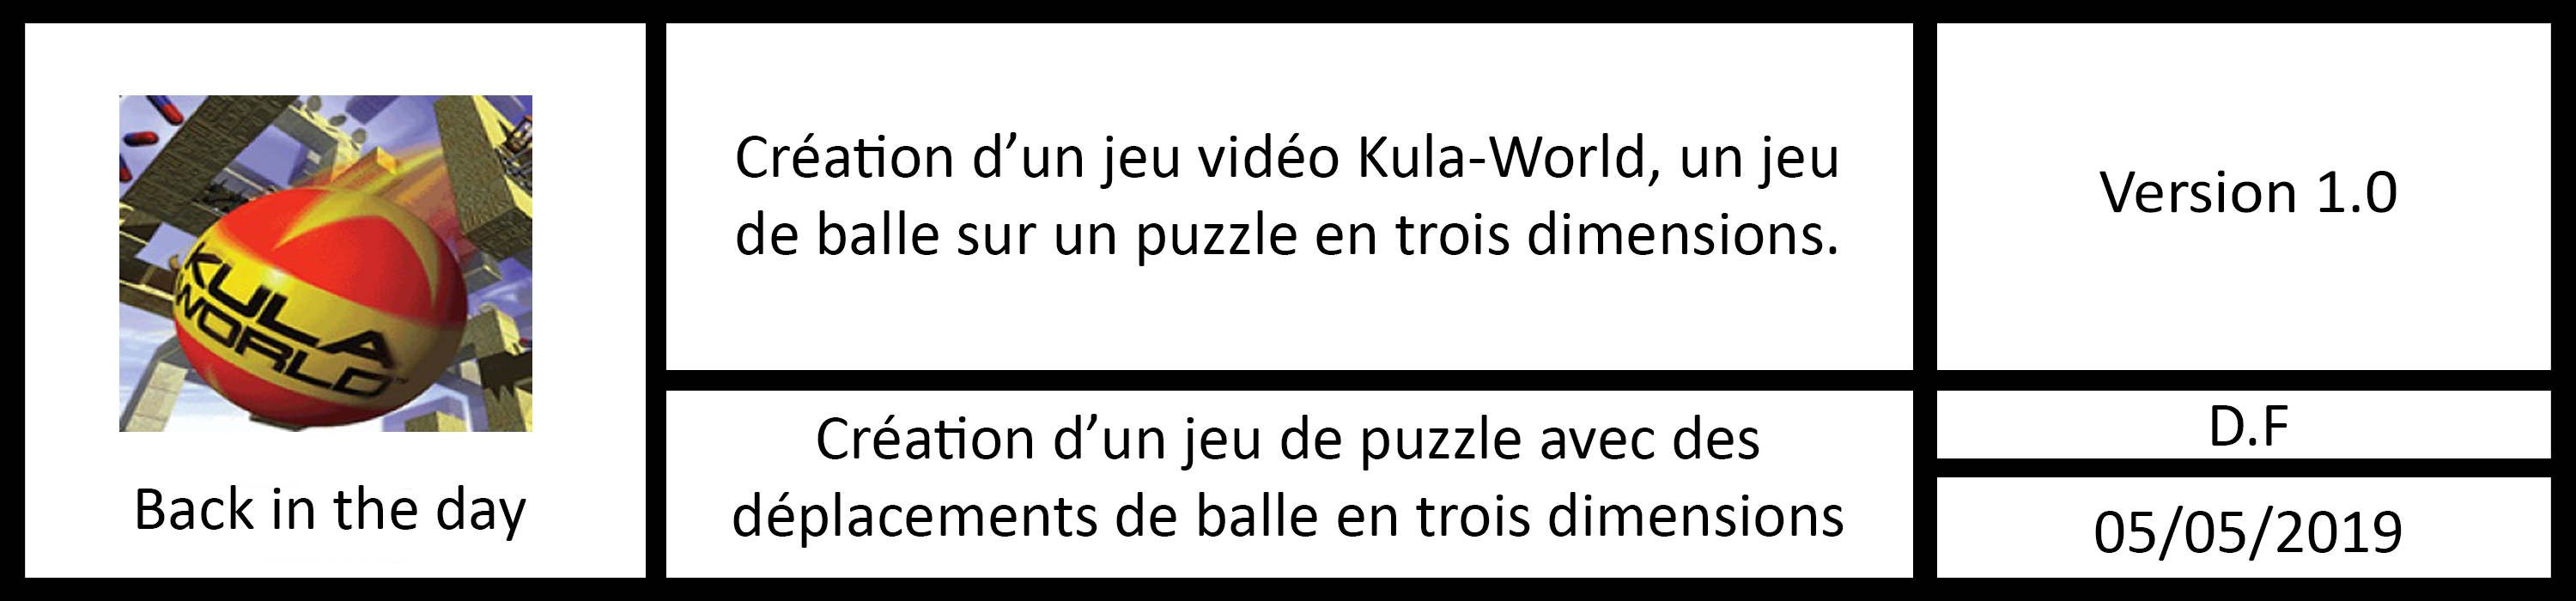 KULA
WORLD™
Back in the day
Création d’un jeu vidéo Kula-World, un jeu
de balle sur un puzzle en trois dimensions.
Création d’un jeu de puzzle avec des
déplacements de balle en trois dimensions
Version 1.0
D.F
05/05/2019